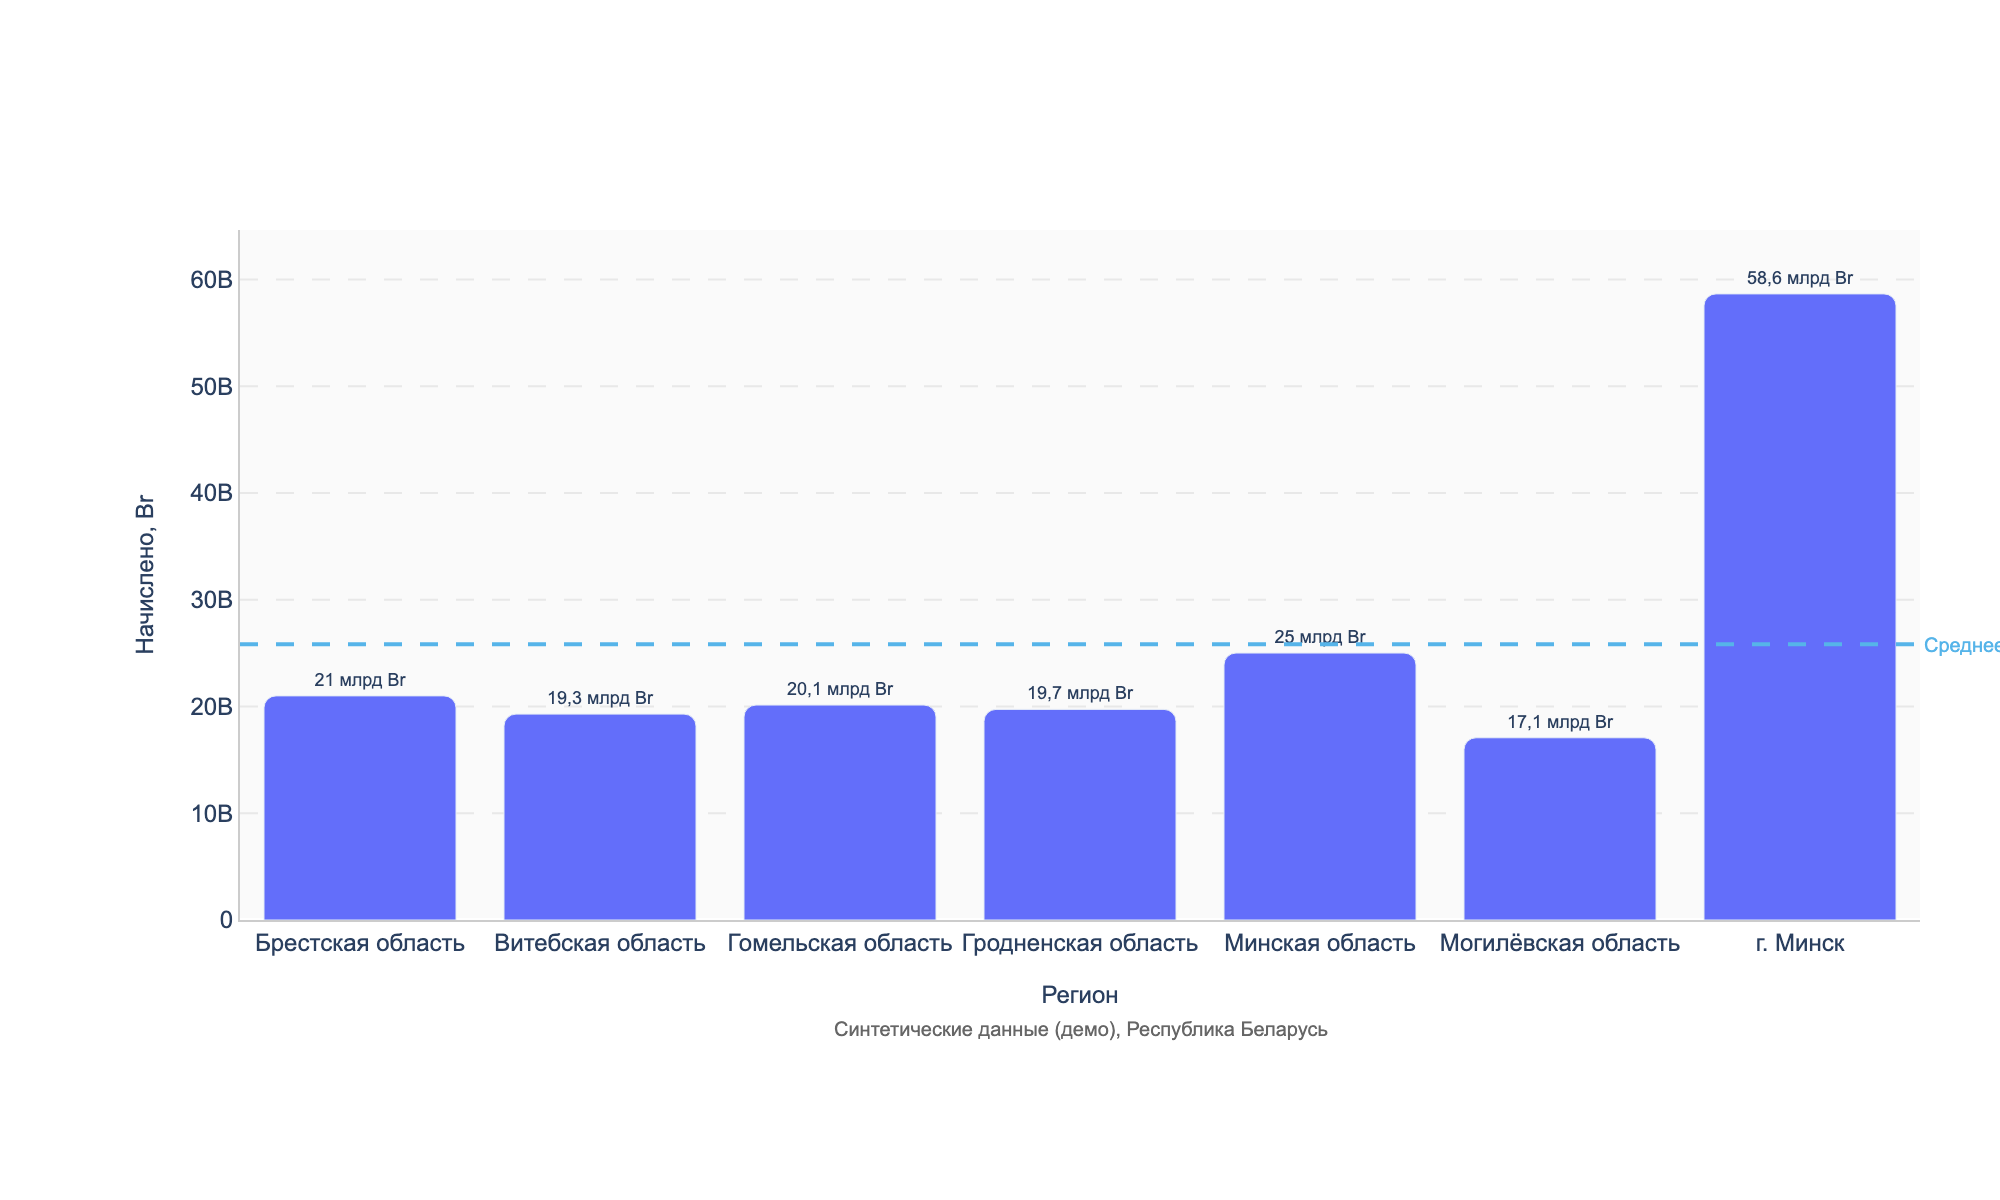 60B
50B
40B
30B
20B
10B
0
Начислено, Br
21 млрд Br
19,3 млрд Br
20,1 млрд Br
19,7 млрд Br
25 млрд Br
17,1 млрд Br
58,6 млрд Br
Среднее
Брестская область
Витебская область
Гомельская область
Гродненская область
Минская область
Могилёвская область
г. Минск
Регион
Синтетические данные (демо), Республика Беларусь